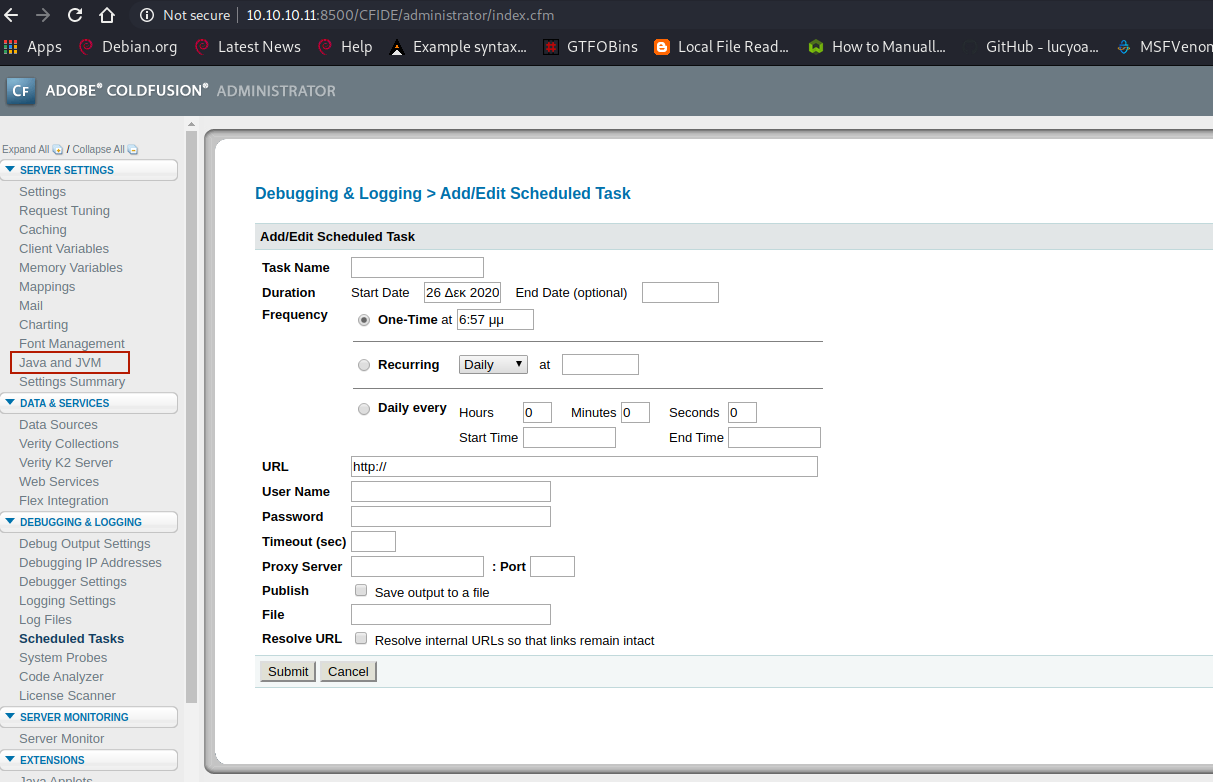 Not secure 10.10.10.11:8500/CFIDE/administrator/index.cfm
Apps Debian.org Latest News Help Example syntax... GTFOBins Local File Read... How to Manuall... GitHub - lucyoa... MSFVenon
CF ADOBE® COLDFUSION® ADMINISTRATOR
Expand All / Collapse All
SERVER SETTINGS
Settings
Request Tuning
Caching
Client Variables
Memory Variables
Mappings
Mail
Charting
Font Management
Java and JVM
Settings Summary
DATA & SERVICES
Data Sources
Verity Collections
Verity K2 Server
Web Services
Flex Integration
DEBUGGING & LOGGING
Debug Output Settings
Debugging IP Addresses
Debugger Settings
Logging Settings
Log Files
Scheduled Tasks
System Probes
Code Analyzer
License Scanner
SERVER MONITORING
Server Monitor
EXTENSIONS
Java Applets
Debugging & Logging > Add/Edit Scheduled Task
Add/Edit Scheduled Task
Task Name
Duration Start Date 26 Δεκ 2020 End Date (optional)
Frequency One-Time at 6:57 μμ
Recurring Daily at
Daily every Hours 0 Minutes 0 Seconds 0
Start Time End Time
URL http://
User Name
Password
Timeout (sec)
Proxy Server : Port
Publish Save output to a file
File
Resolve URL Resolve internal URLs so that links remain intact
Submit Cancel